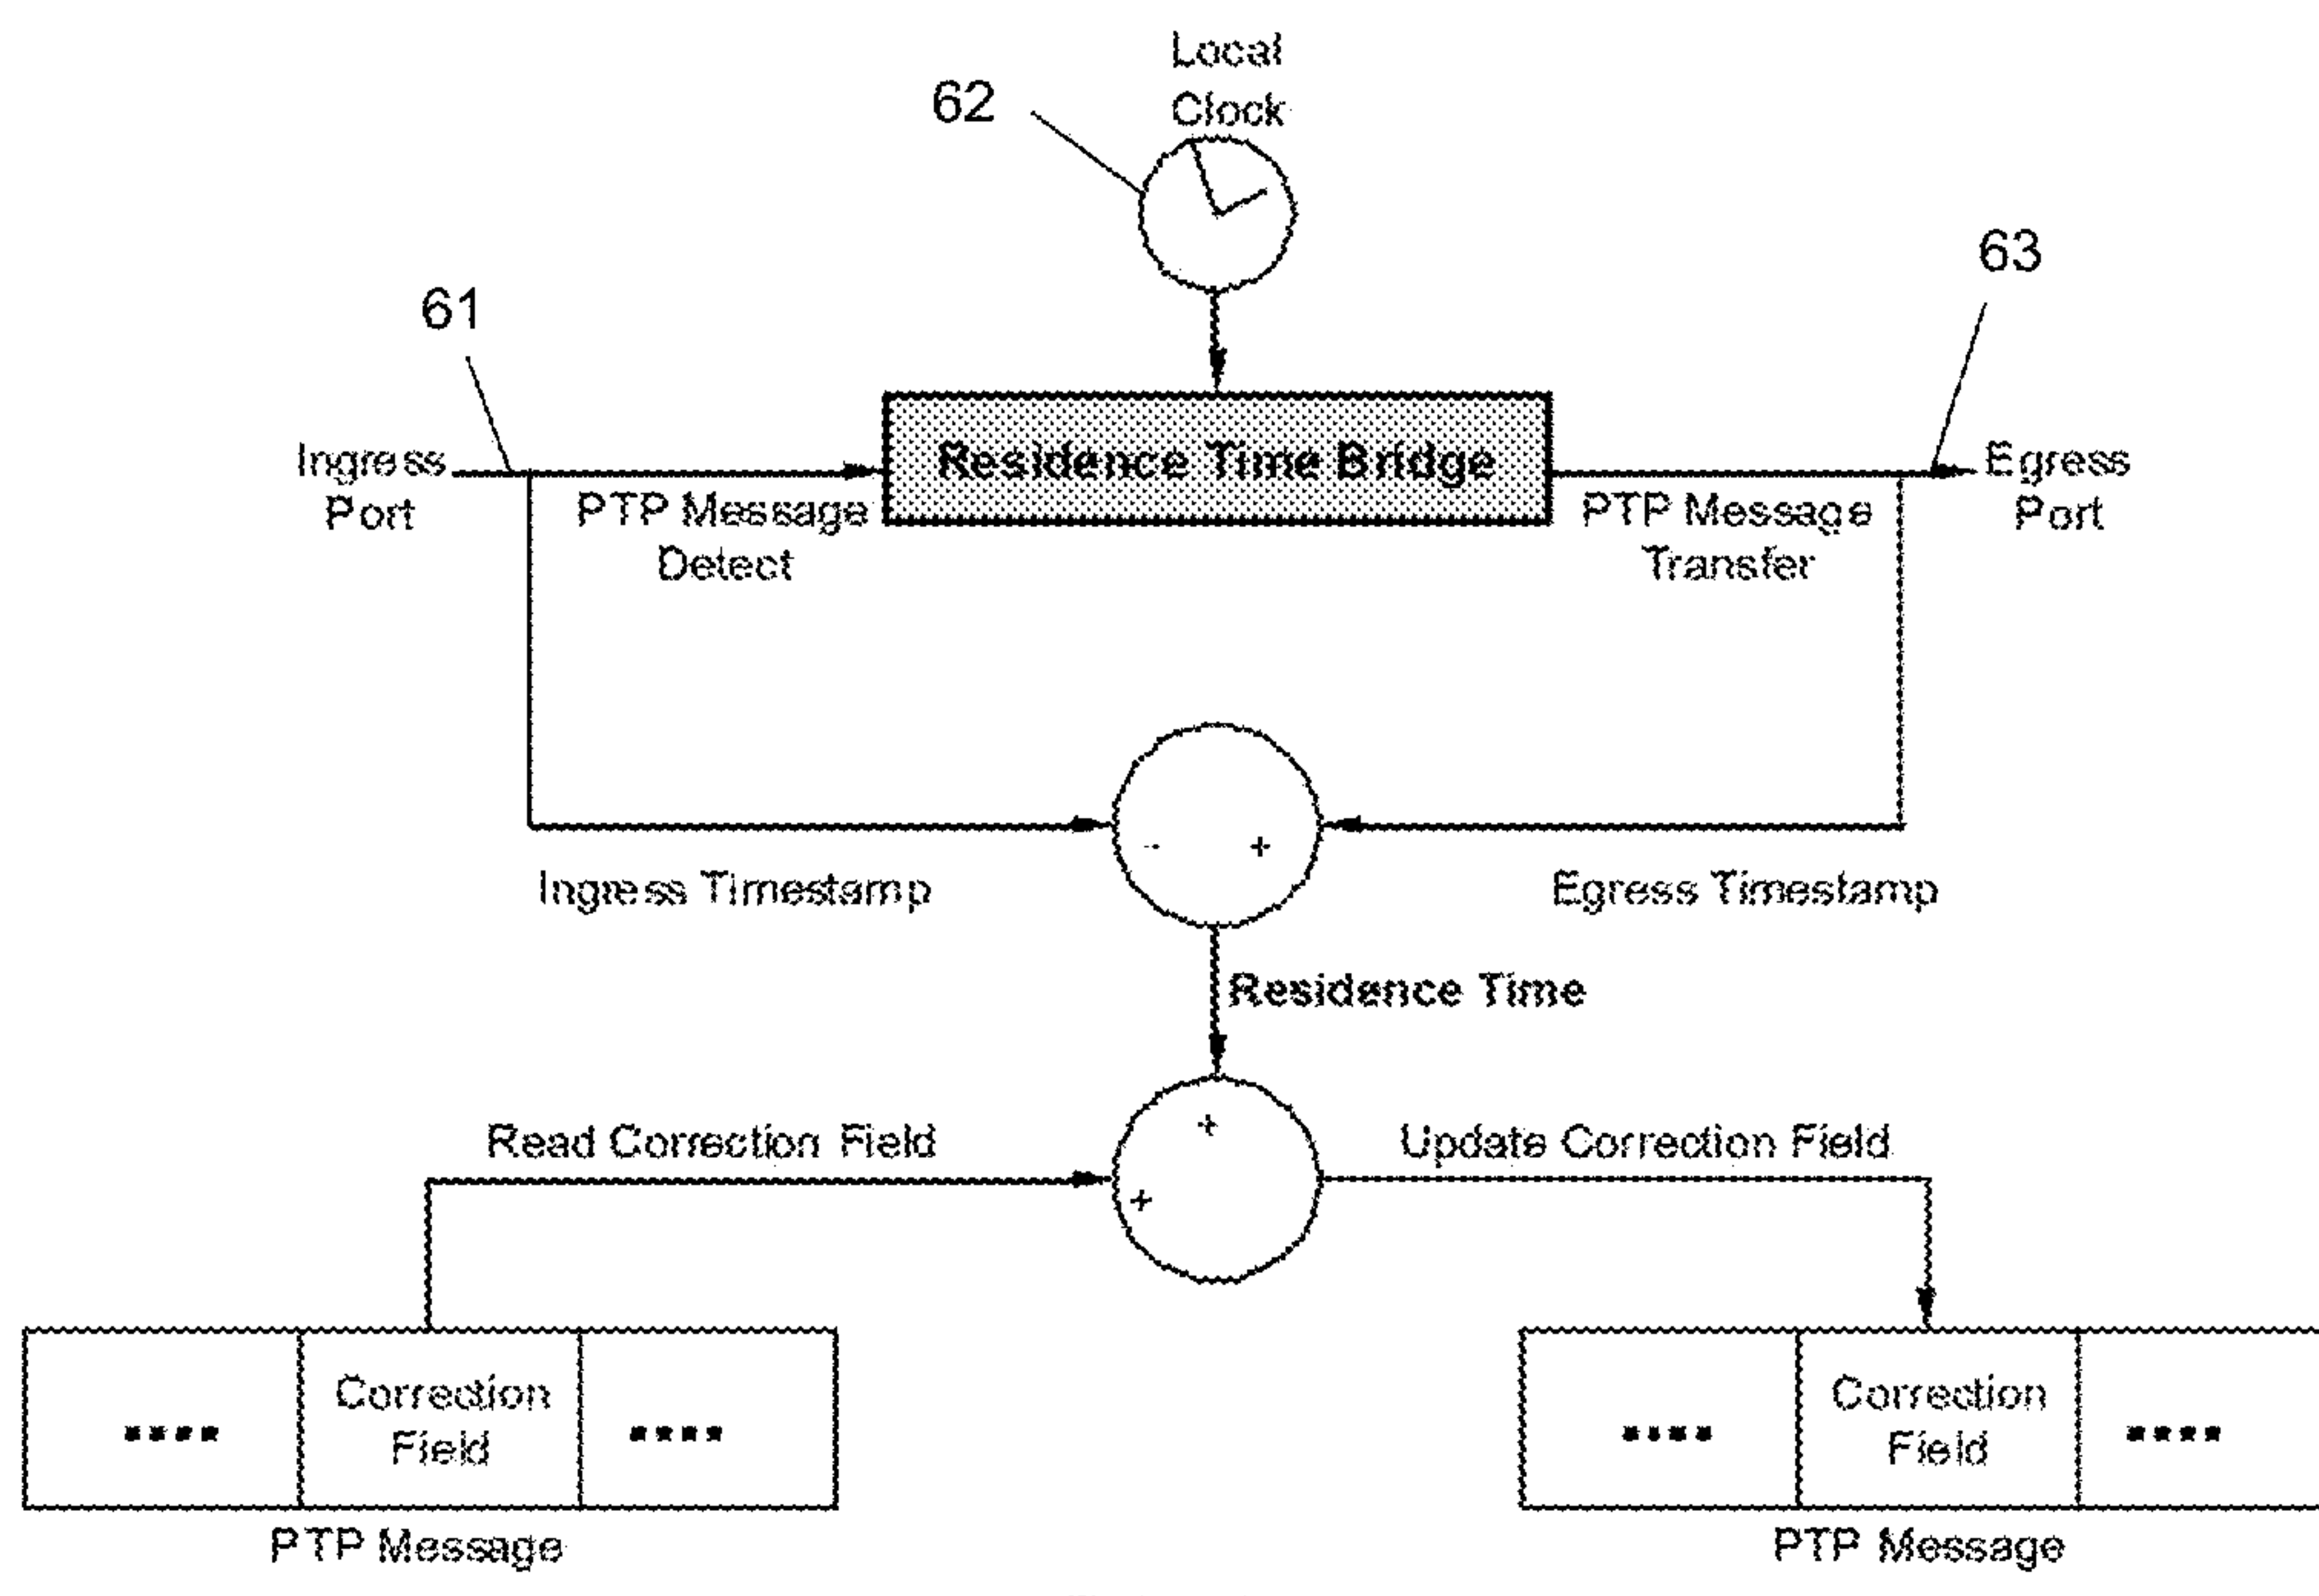 Local
Clock
62
63
61
Ingress
Port
PTP Message
Detect
Residence Time Bridge
PTP Message
Transfer
Egress
Port
-
+
Ingress Timestamp
Egress Timestamp
Residence Time
Read Correction Field
+
+
Update Correction Field
....
Correction
Field
....
PTP Message
....
Correction
Field
....
PTP Message